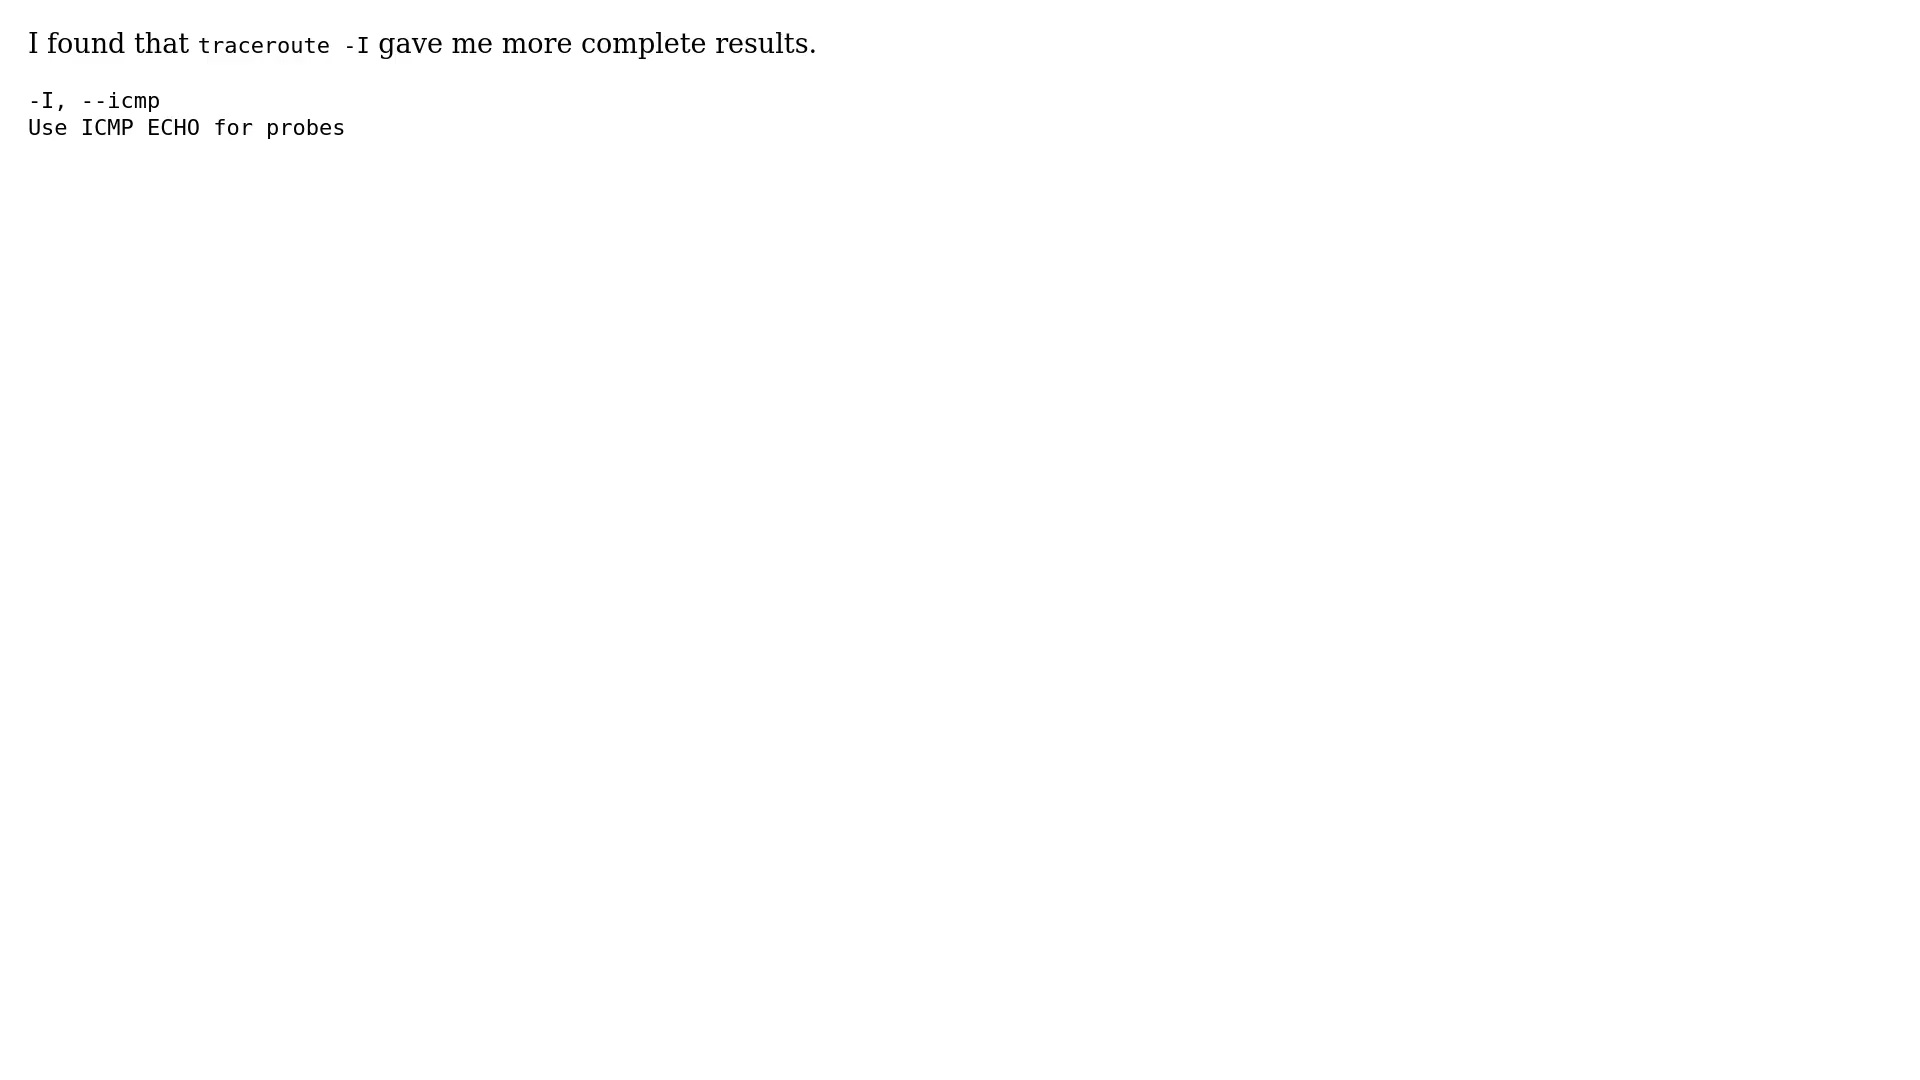 I found that traceroute -I gave me more complete results.
-I, --icmp
Use ICMP ECHO for probes